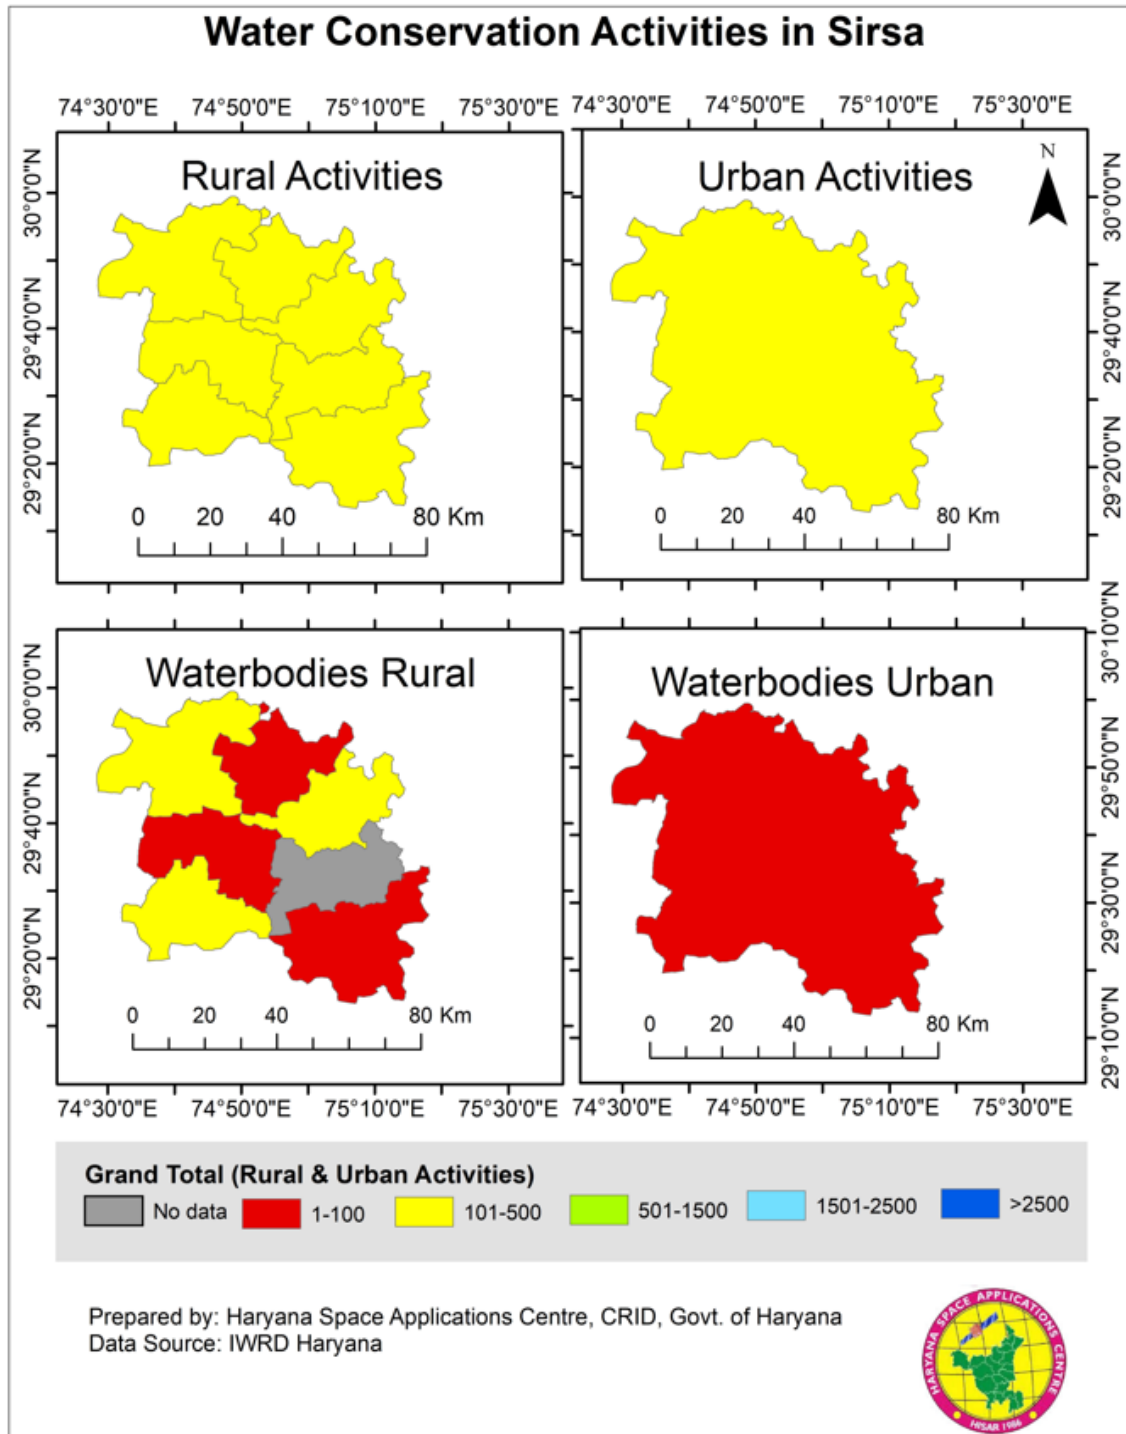 Water Conservation Activities in Sirsa
74°30'0"E 74°50'0"E 75°10'0"E 75°30'0"E 74°30'0"E 74°50'0"E 75°10'0"E 75°30'0"E
Rural Activities
30°0'0"N
29°40'0"N
29°20'0"N
0 20 40 80 Km
Urban Activities
N
30°0'0"N
29°40'0"N
29°20'0"N
0 20 40 80 Km
Waterbodies Rural
30°0'0"N
29°40'0"N
29°20'0"N
0 20 40 80 Km
Waterbodies Urban
30°10'0"N
29°50'0"N
29°30'0"N
29°10'0"N
0 20 40 80 Km
74°30'0"E 74°50'0"E 75°10'0"E 75°30'0"E 74°30'0"E 74°50'0"E 75°10'0"E 75°30'0"E
Grand Total (Rural & Urban Activities)
No data 1-100 101-500 501-1500 1501-2500 >2500
Prepared by: Haryana Space Applications Centre, CRID, Govt. of Haryana
Data Source: IWRD Haryana
HARYANA SPACE APPLICATIONS CENTRE
HISAR 1986